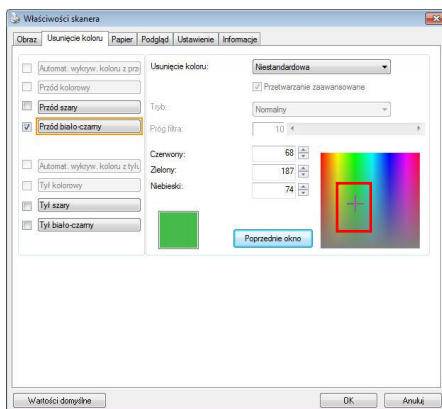 Właściwości skanera
Obraz Usunięcie koloru Papier Podgląd Ustawienie Informacje
Automat. wykryw. koloru z prz
Przód kolorowy
Przód szary
Przód biało-czarny
Automat. wykryw. koloru z tyłu
Tył kolorowy
Tył szary
Tył biało-czarny
Usunięcie koloru: Niestandardowa
Przetwarzanie zaawansowane
Tryb: Normalny
Próg filtra: 10
Czerwony: 68
Zielony: 187
Niebieski: 74
Poprzednie okno
Wartości domyślne OK Anuluj